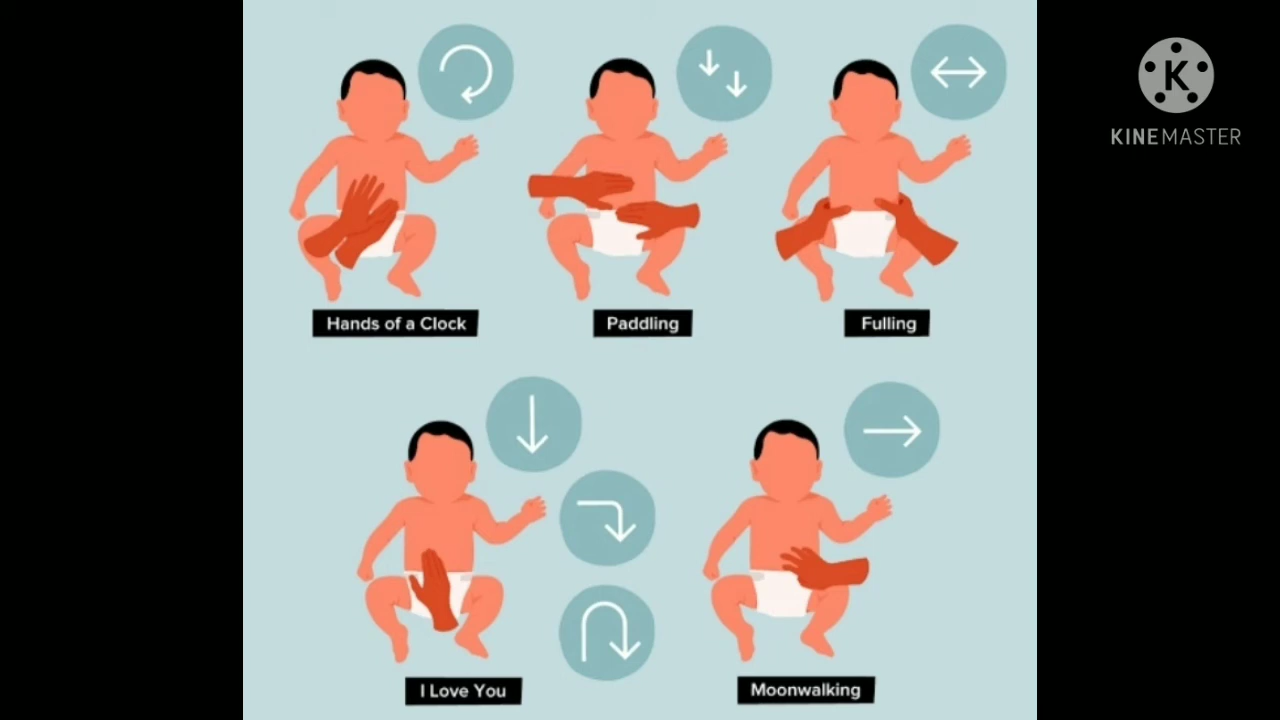 K
KINEMASTER
Hands of a Clock
Paddling
Fulling
I Love You
Moonwalking